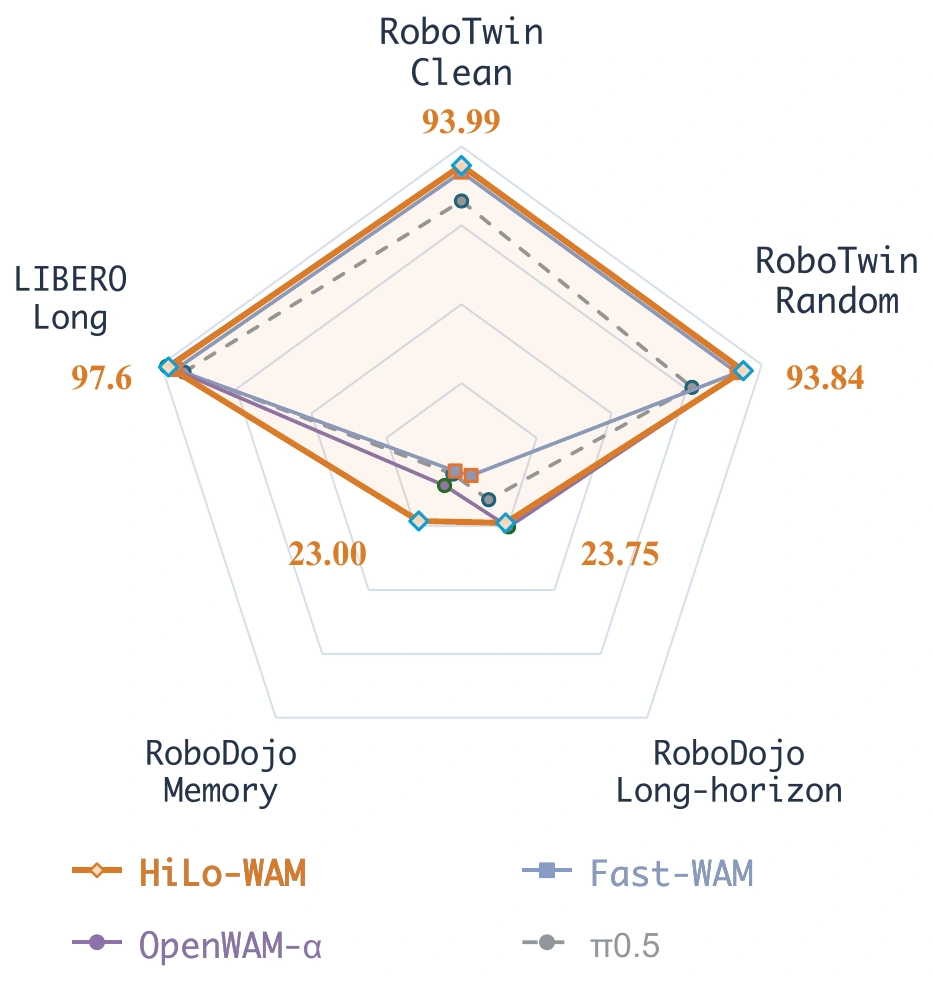 RoboTwin
Clean
93.99
RoboTwin
Random
93.84
LIBERO
Long
97.6
23.00
23.75
RoboDojo
Memory
RoboDojo
Long-horizon
HiLo-WAM
Fast-WAM
OpenWAM-α
π0.5